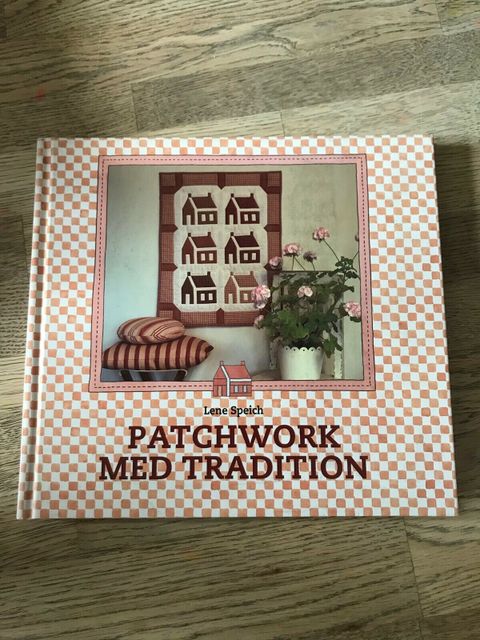 Lene Speich
PATCHWORK
MED TRADITION